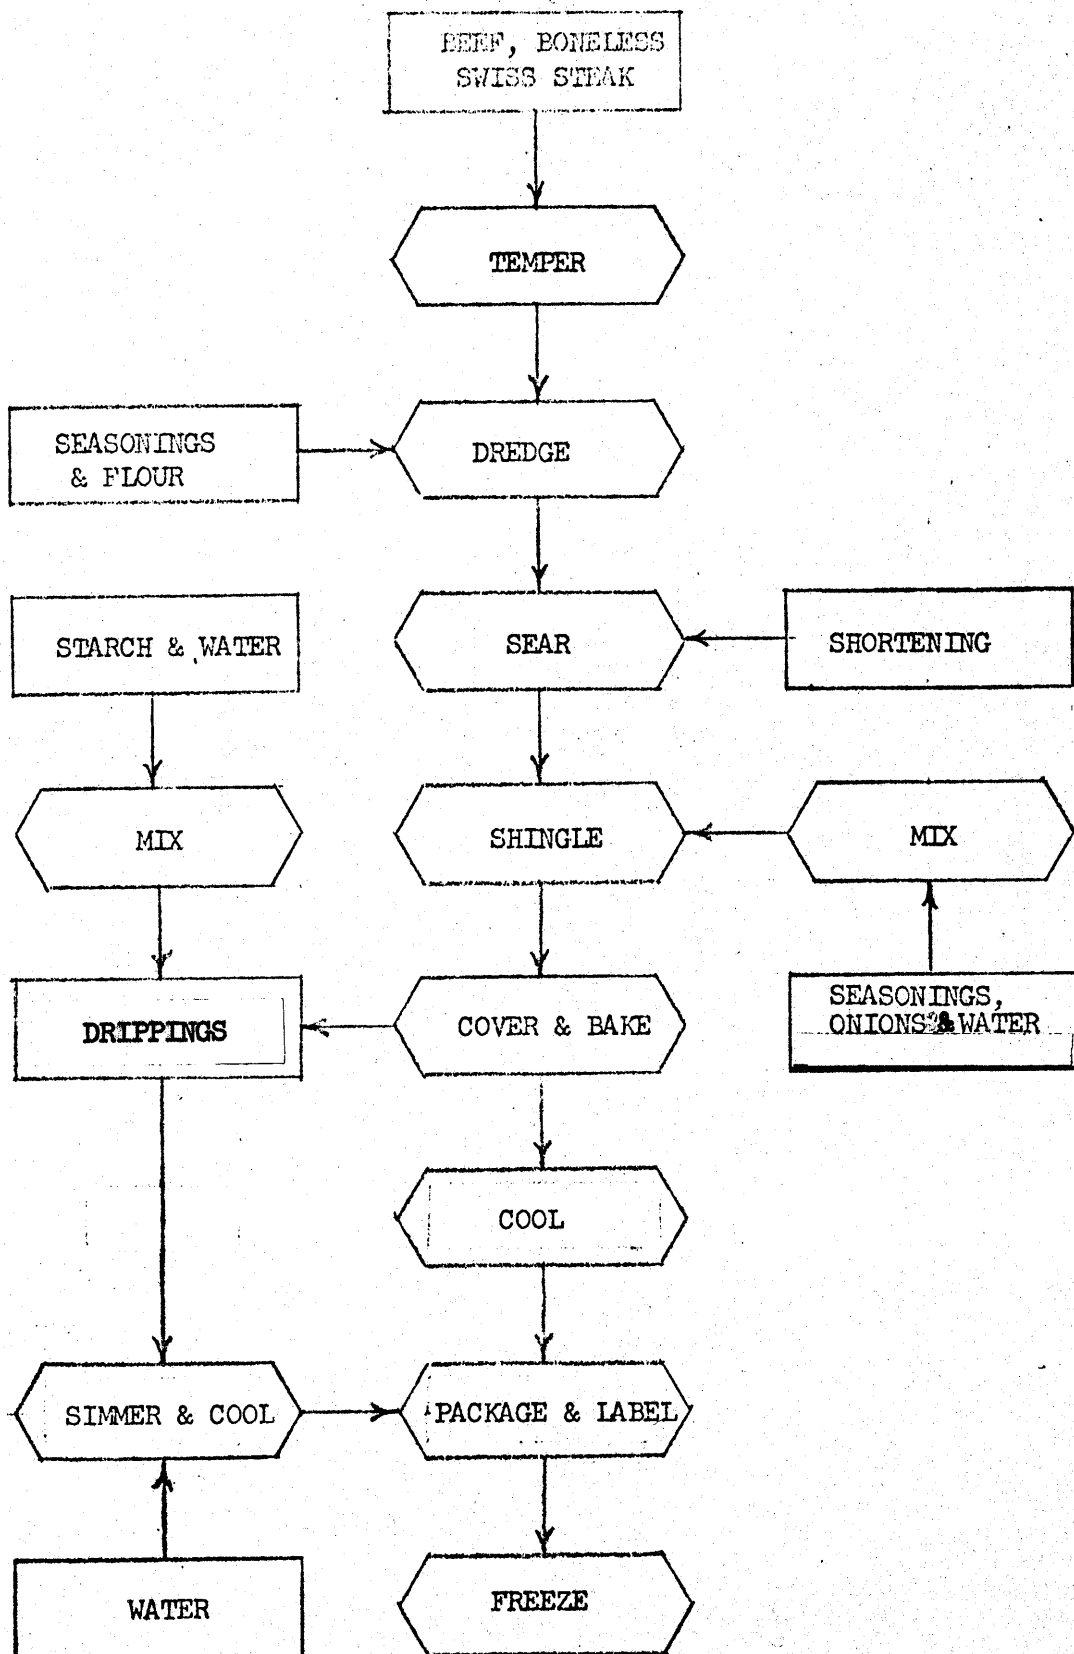 BEEF, BONELESS
SWISS STEAK
TEMPER
SEASONINGS
& FLOUR
DREDGE
STARCH & WATER
SEAR
SHORTENING
MIX
SHINGLE
MIX
DRIPPINGS
COVER & BAKE
SEASONINGS,
ONIONS & WATER
COOL
SIMMER & COOL
PACKAGE & LABEL
WATER
FREEZE